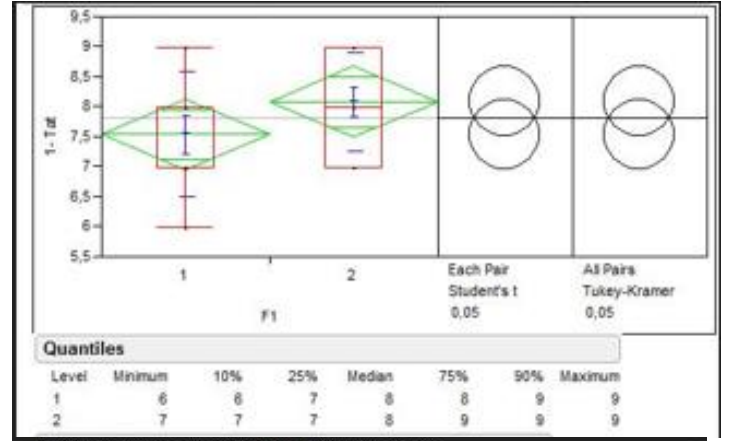 9,5
9
8,5
8
7,5
7
6,5
6
5,5
1- Tat
1 2
F1
Each Pair All Pairs
Student's t Tukey-Kramer
0,05 0,05
Quantiles
Level Minimum 10% 25% Median 75% 90% Maximum
1 6 6 7 8 8 9 9
2 7 7 7 8 9 9 9